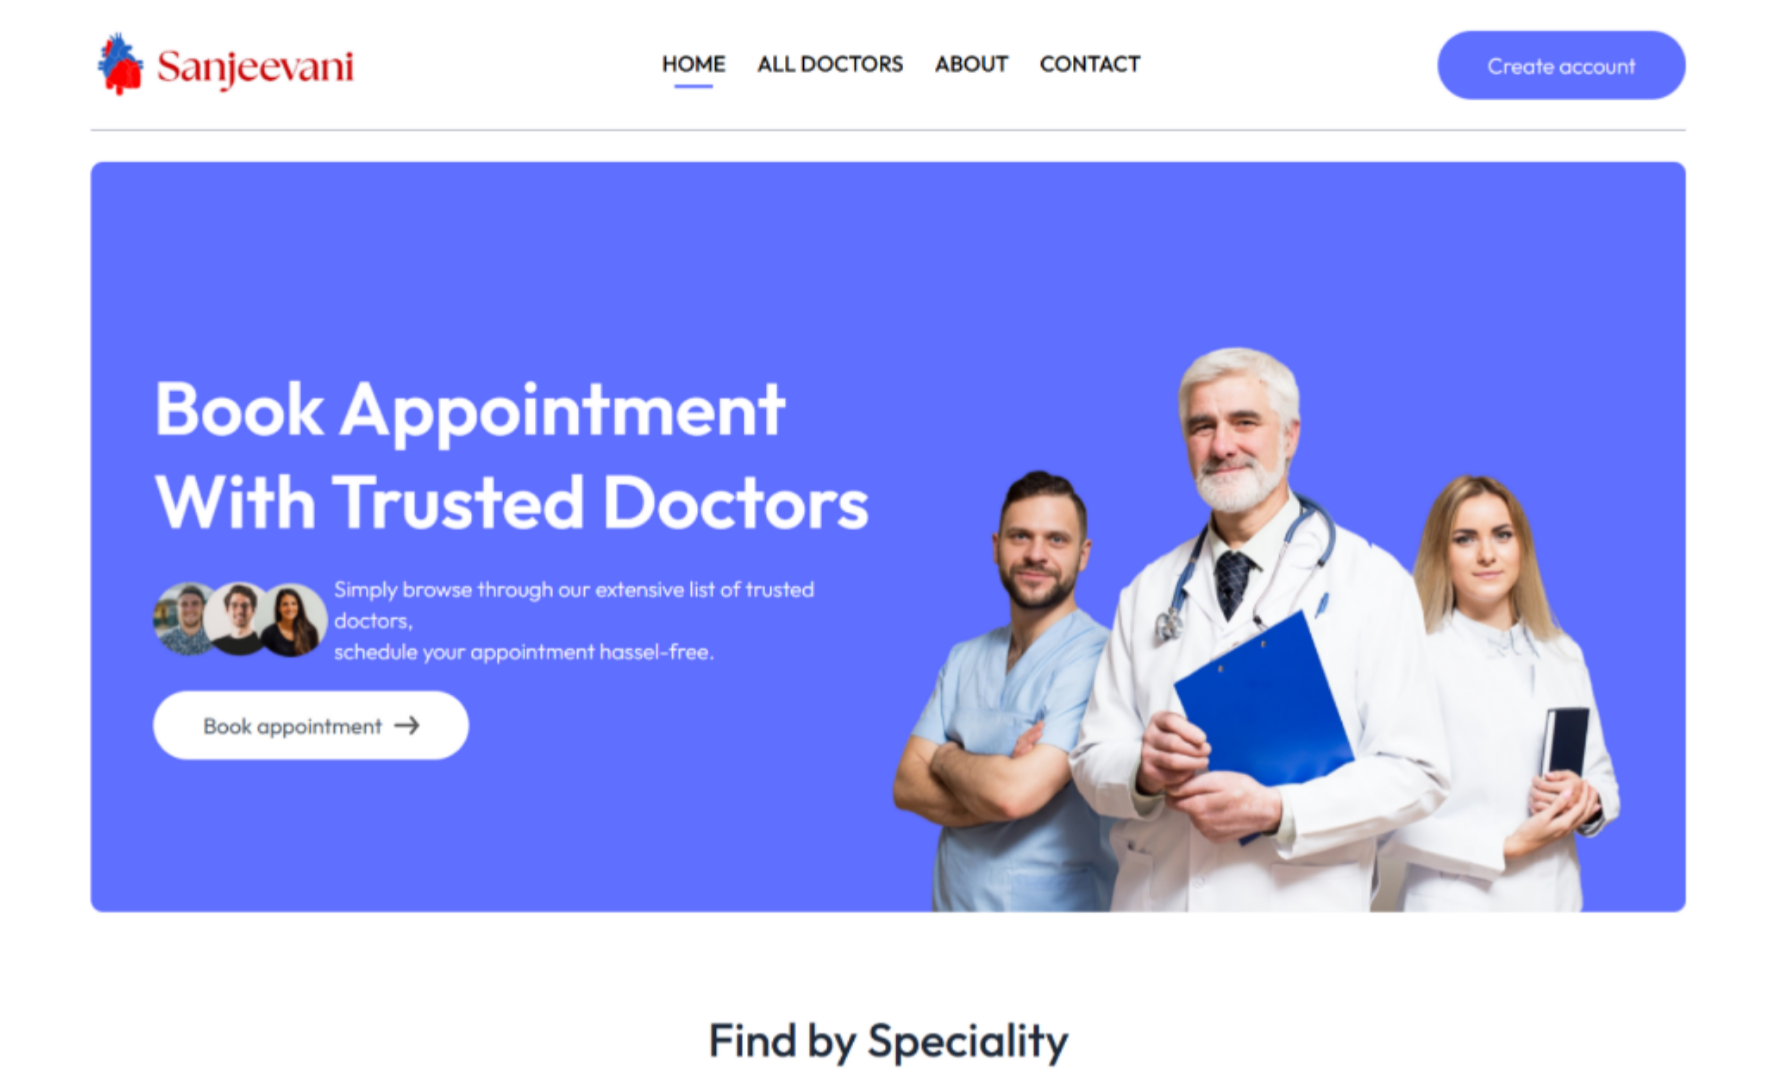 Sanjeevani
HOME ALL DOCTORS ABOUT CONTACT
Create account
Book Appointment
With Trusted Doctors
Simply browse through our extensive list of trusted
doctors,
schedule your appointment hassel-free.
Book appointment
Find by Speciality